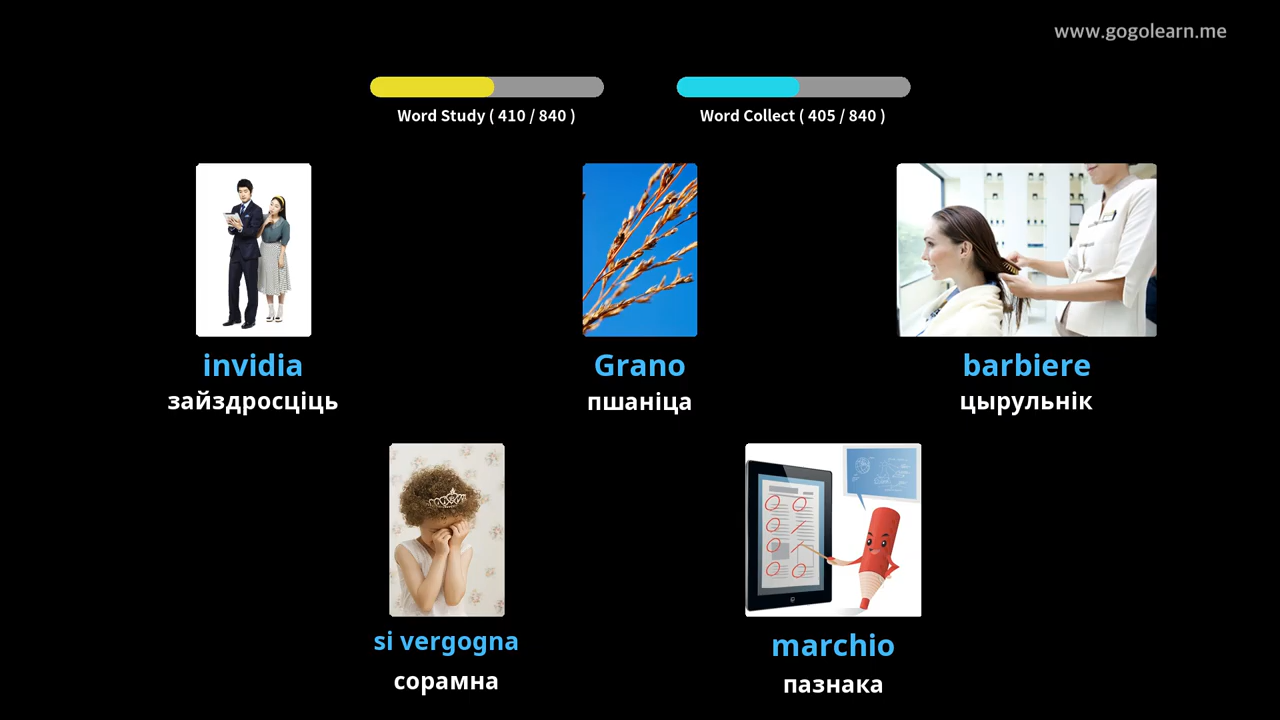 www.gogolearn.me
Word Study ( 410 / 840 )
Word Collect ( 405 / 840 )
invidia
зайздросціць
Grano
пшаніца
barbiere
цырульнік
si vergogna
сорамна
marchio
пазнака